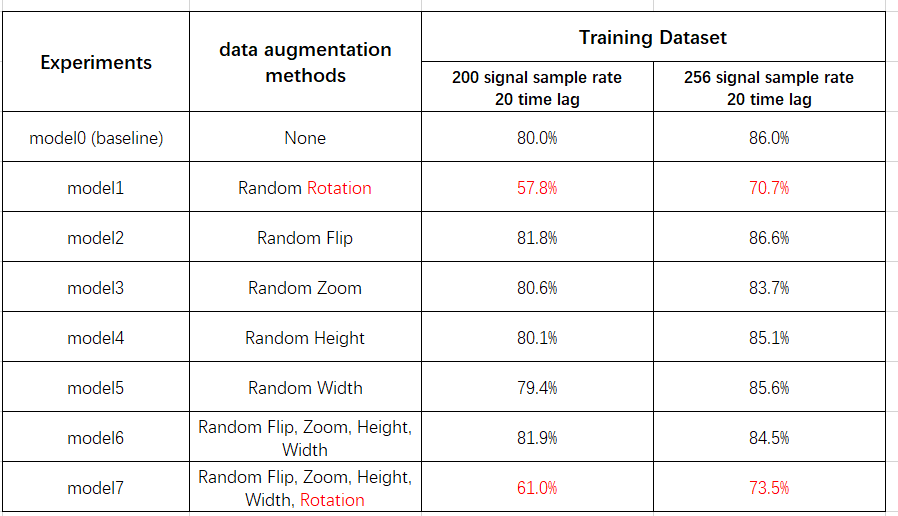 Experiments
data augmentation
methods
Training Dataset
200 signal sample rate
20 time lag
256 signal sample rate
20 time lag
model0 (baseline)
None
80.0%
86.0%
model1
Random Rotation
57.8%
70.7%
model2
Random Flip
81.8%
86.6%
model3
Random Zoom
80.6%
83.7%
model4
Random Height
80.1%
85.1%
model5
Random Width
79.4%
85.6%
model6
Random Flip, Zoom, Height,
Width
81.9%
84.5%
model7
Random Flip, Zoom, Height,
Width, Rotation
61.0%
73.5%